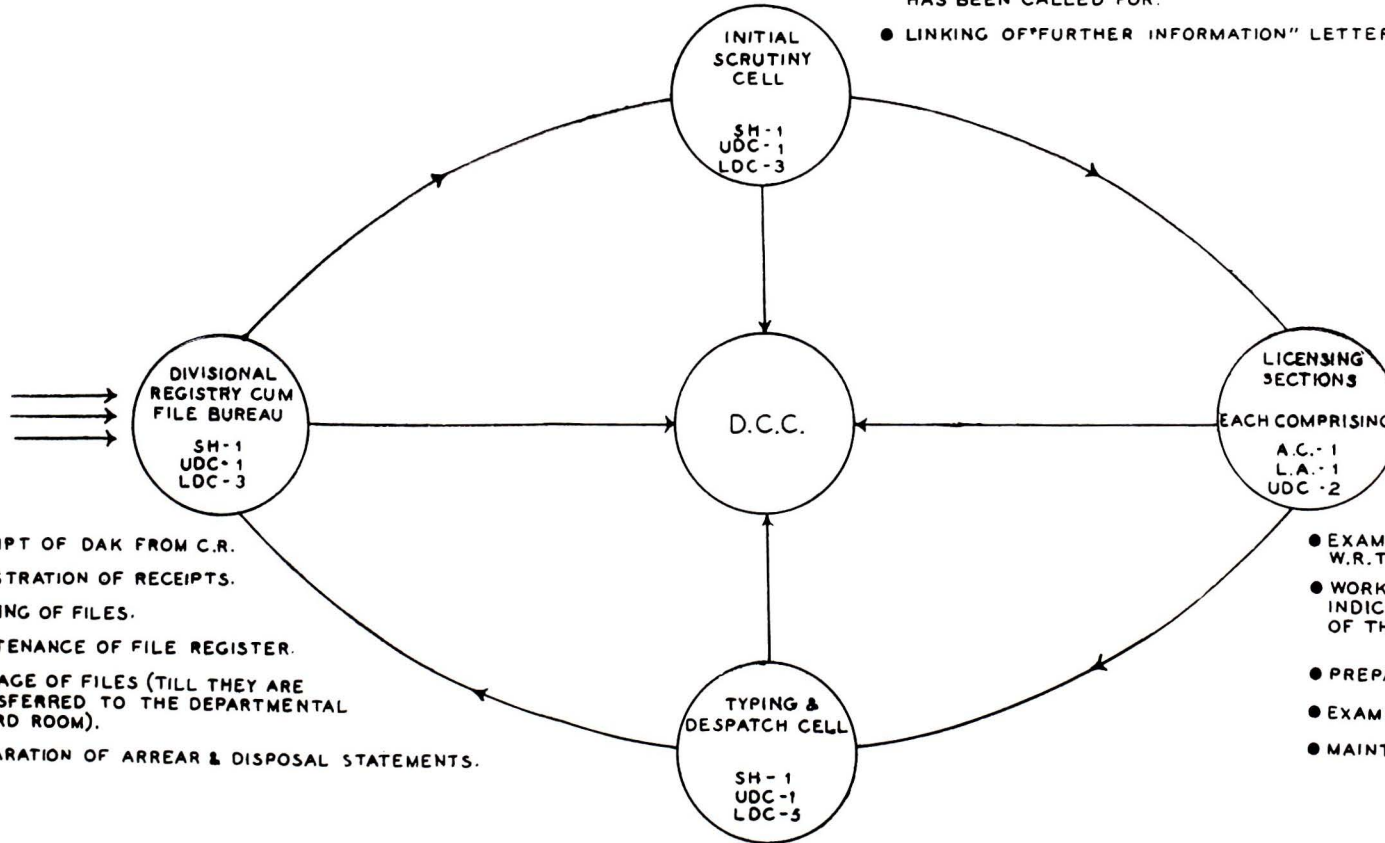 HAS BEEN CALLED FOR.
● LINKING OF "FURTHER INFORMATION" LETTER
INITIAL
SCRUTINY
CELL
SH-1
UDC-1
LDC-3
DIVISIONAL
REGISTRY CUM
FILE BUREAU
SH-1
UDC-1
LDC-3
D.C.C.
LICENSING
SECTIONS
EACH COMPRISING
A.C.-1
L.A.-1
UDC-2
IPT OF DAK FROM C.R.
STRATION OF RECEIPTS.
ING OF FILES.
TENANCE OF FILE REGISTER.
AGE OF FILES (TILL THEY ARE
SFERRED TO THE DEPARTMENTAL
RD ROOM).
ARATION OF ARREAR & DISPOSAL STATEMENTS.
TYPING &
DESPATCH CELL
SH-1
UDC-1
LDC-5
● EXAM
W.R.T
● WORK
INDIC
OF TH
● PREPA
● EXAM
● MAINT